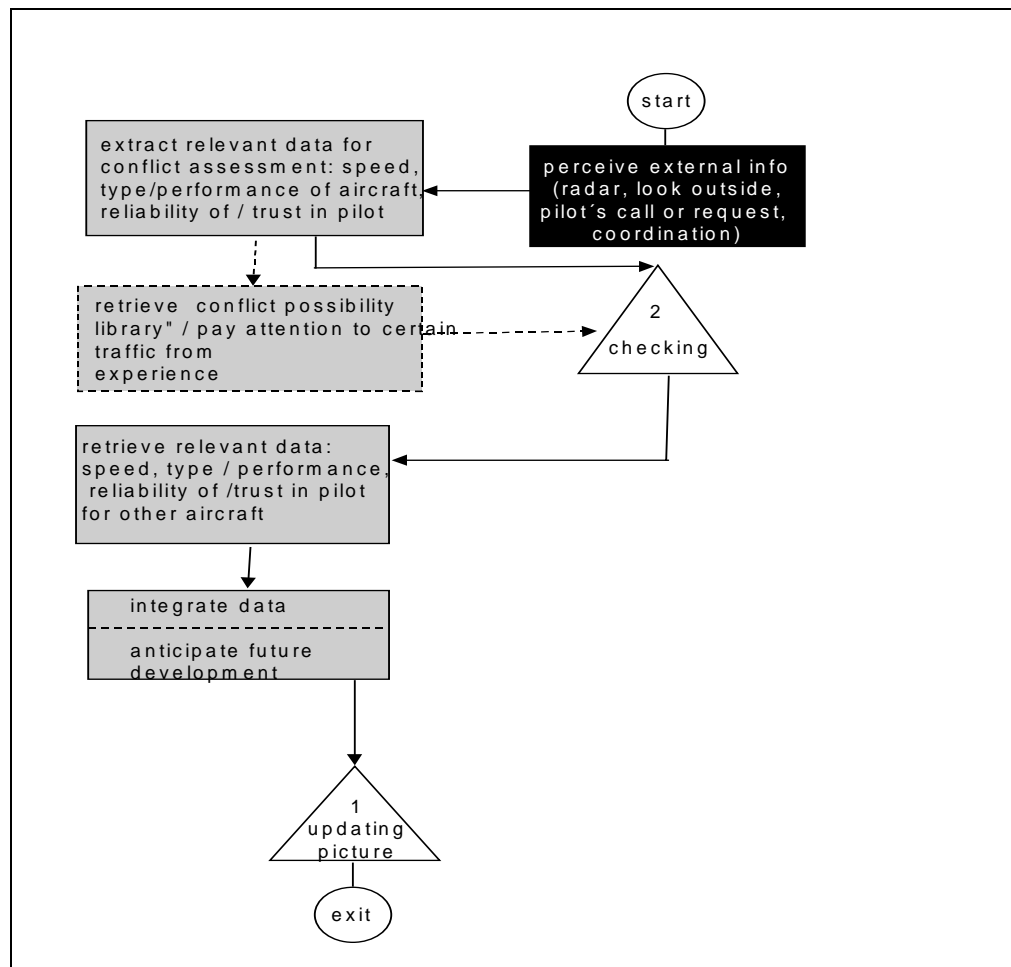 start
perceive external info
(radar, look outside,
pilot´s call or request,
coordination)
extract relevant data for
conflict assessment: speed,
type/performance of aircraft,
reliability of / trust in pilot
retrieve conflict possibility
library" / pay attention to certain
traffic from
experience
2
checking
retrieve relevant data:
speed, type / performance,
reliability of /trust in pilot
for other aircraft
integrate data
anticipate future
development
1
updating
picture
exit